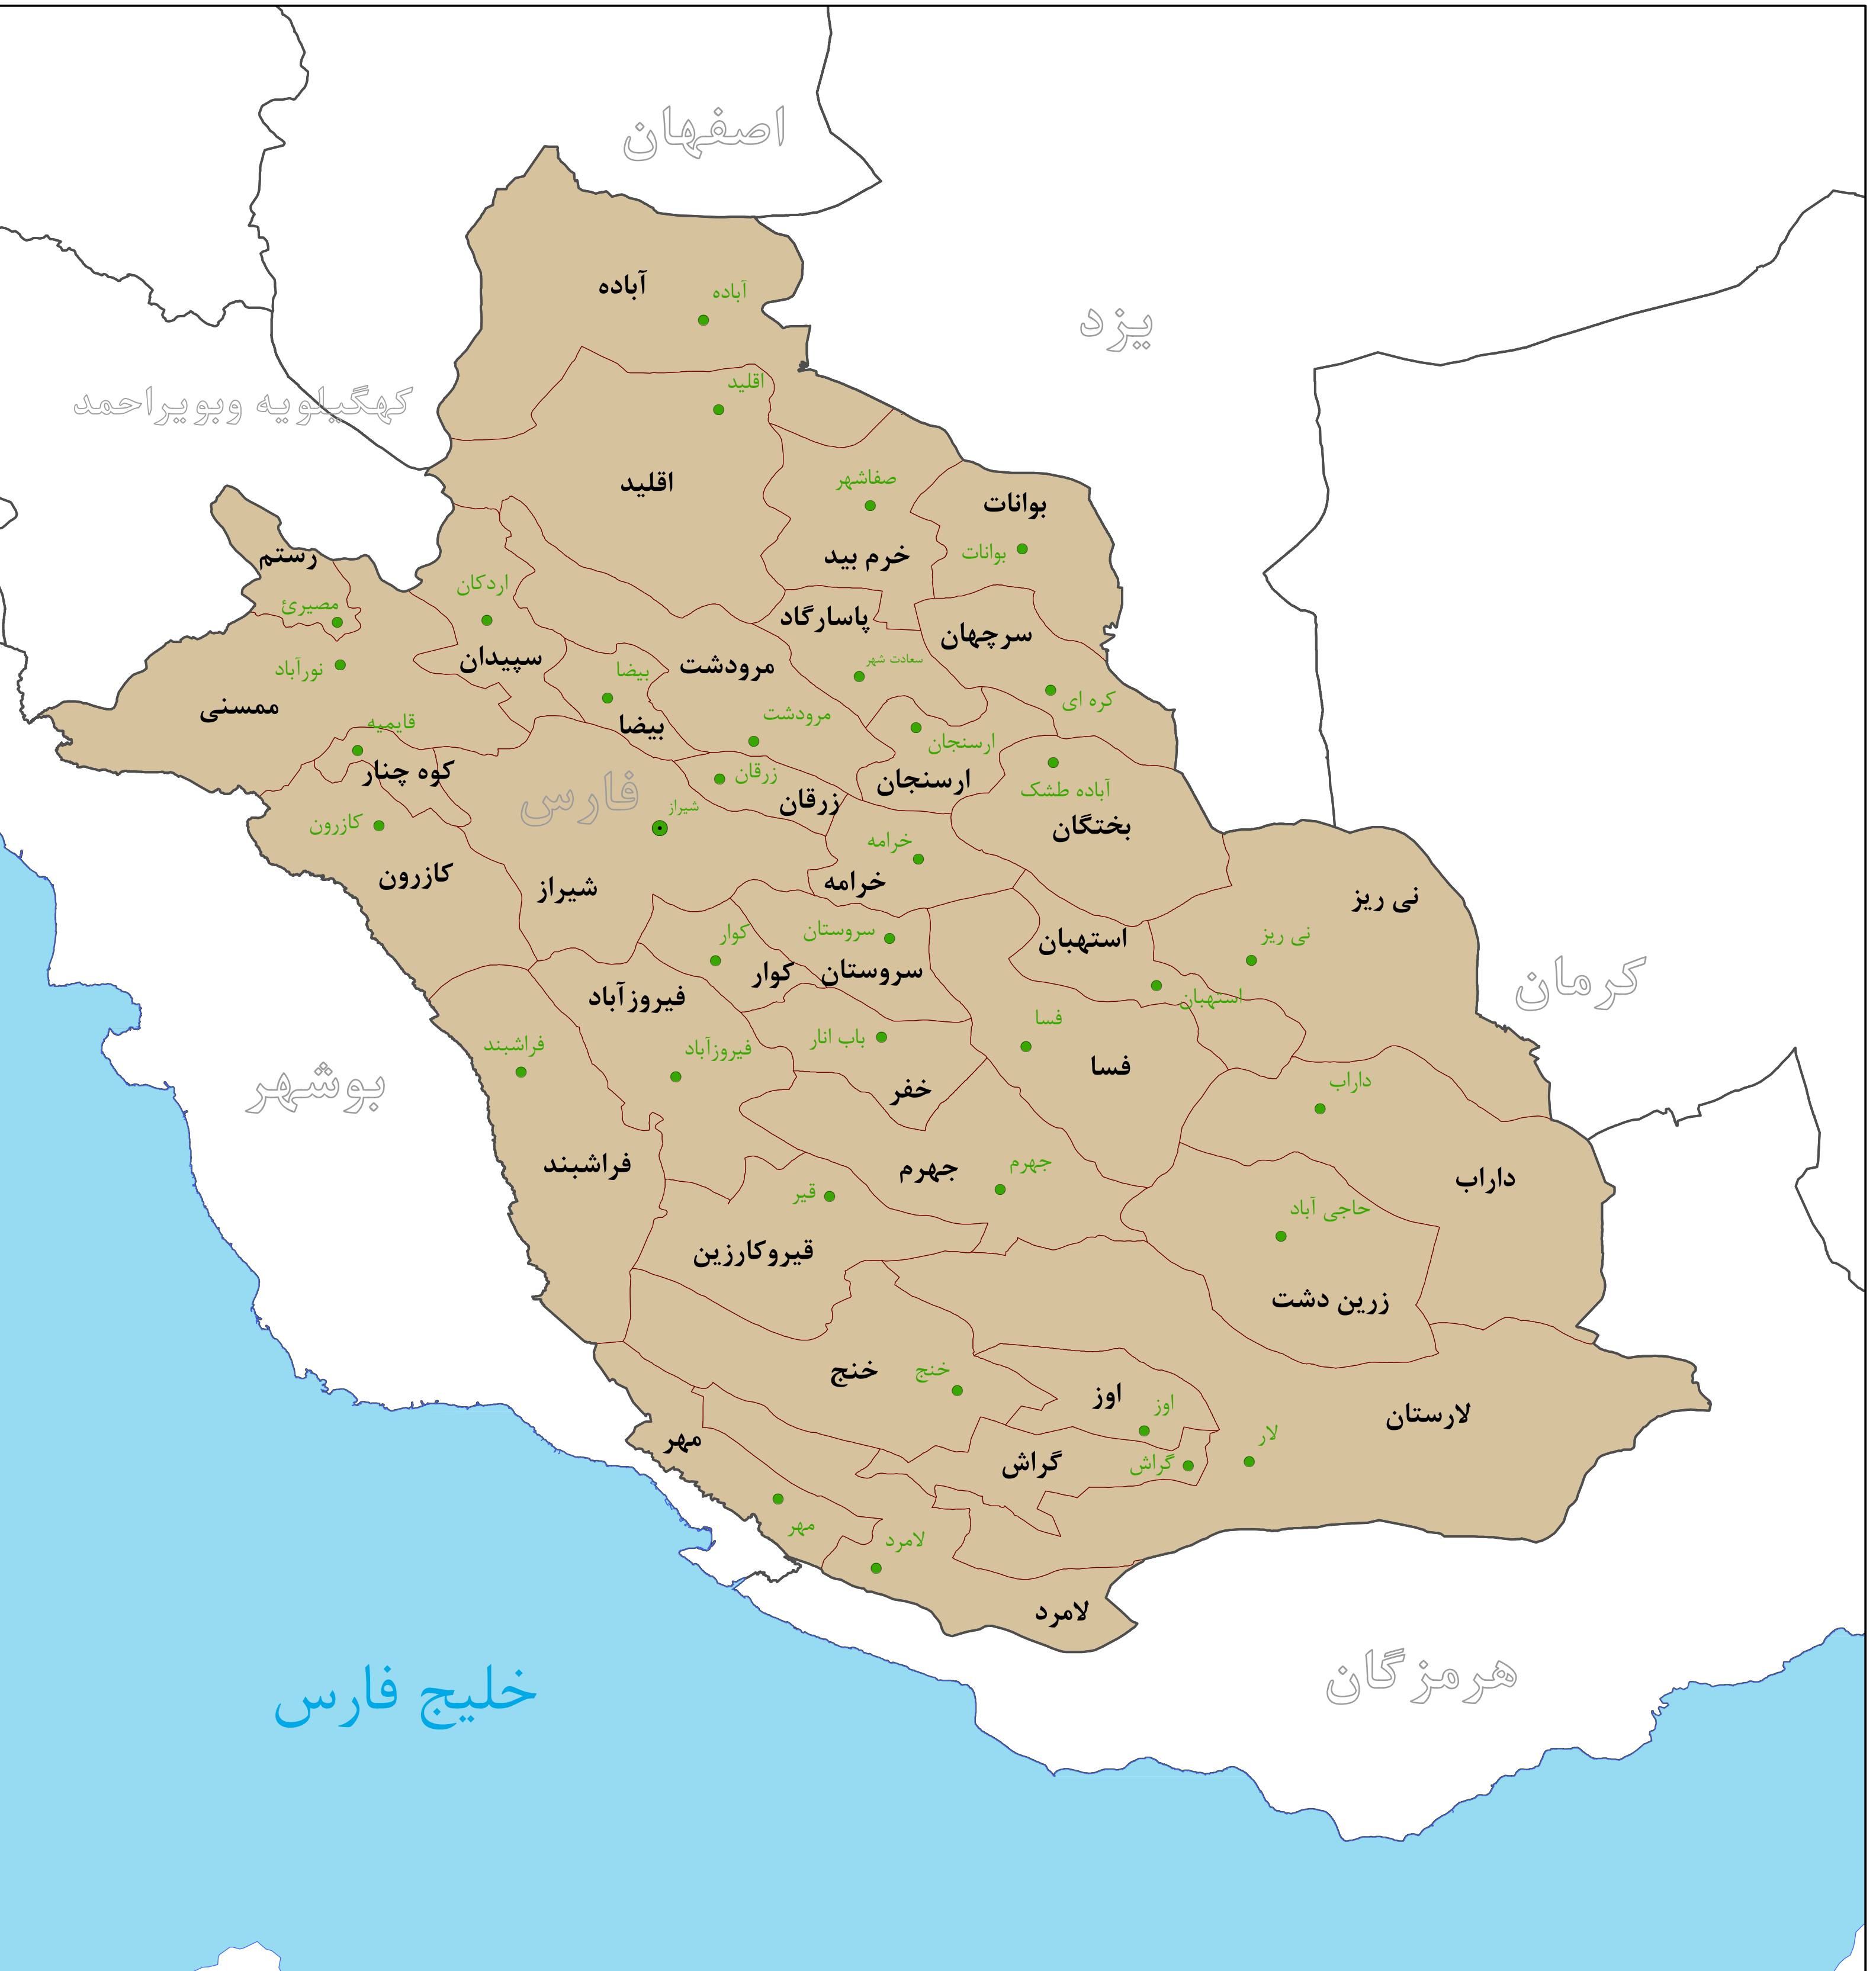 اصفهان
آباده
آباده
یزد
اقلید
کهگیلویه وبویراحمد
صفاشهر
اقلید
بوانات
بوانات
خرم بید
رستم
اردکان
مصیرئ
پاسارگاد
سرچهان
سپیدان
سعادت شهر
مرودشت
بیضا
نورآباد
کره ای
ممسنی
مرودشت
قایمیه
بیضا
ارسنجان
کوه چنار
زرقان
ارسنجان
آباده طشک
فارس
زرقان
شیراز
کازرون
بختگان
خرامه
کازرون
خرامه
شیراز
نی ریز
سروستان
کوار
استهبان
نی ریز
سروستان
کوار
کرمان
فیروزآباد
استهبان
فسا
باب انار
فراشبند
فیروزآباد
فسا
بوشهر
خفر
داراب
فراشبند
جهرم
جهرم
داراب
قیر
حاجی آباد
قیروکارزین
زرین دشت
خنج
خنج
اوز
اوز
لارستان
لار
مهر
گراش
گراش
مهر
لامرد
لامرد
هرمزگان
خلیج فارس